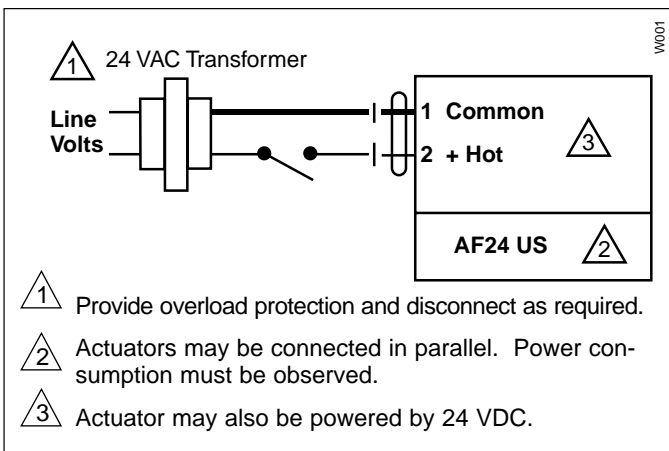 W001
1 24 VAC Transformer
Line
Volts
1 Common
2 + Hot
3
AF24 US 2
1 Provide overload protection and disconnect as required.
2 Actuators may be connected in parallel. Power con-
sumption must be observed.
3 Actuator may also be powered by 24 VDC.